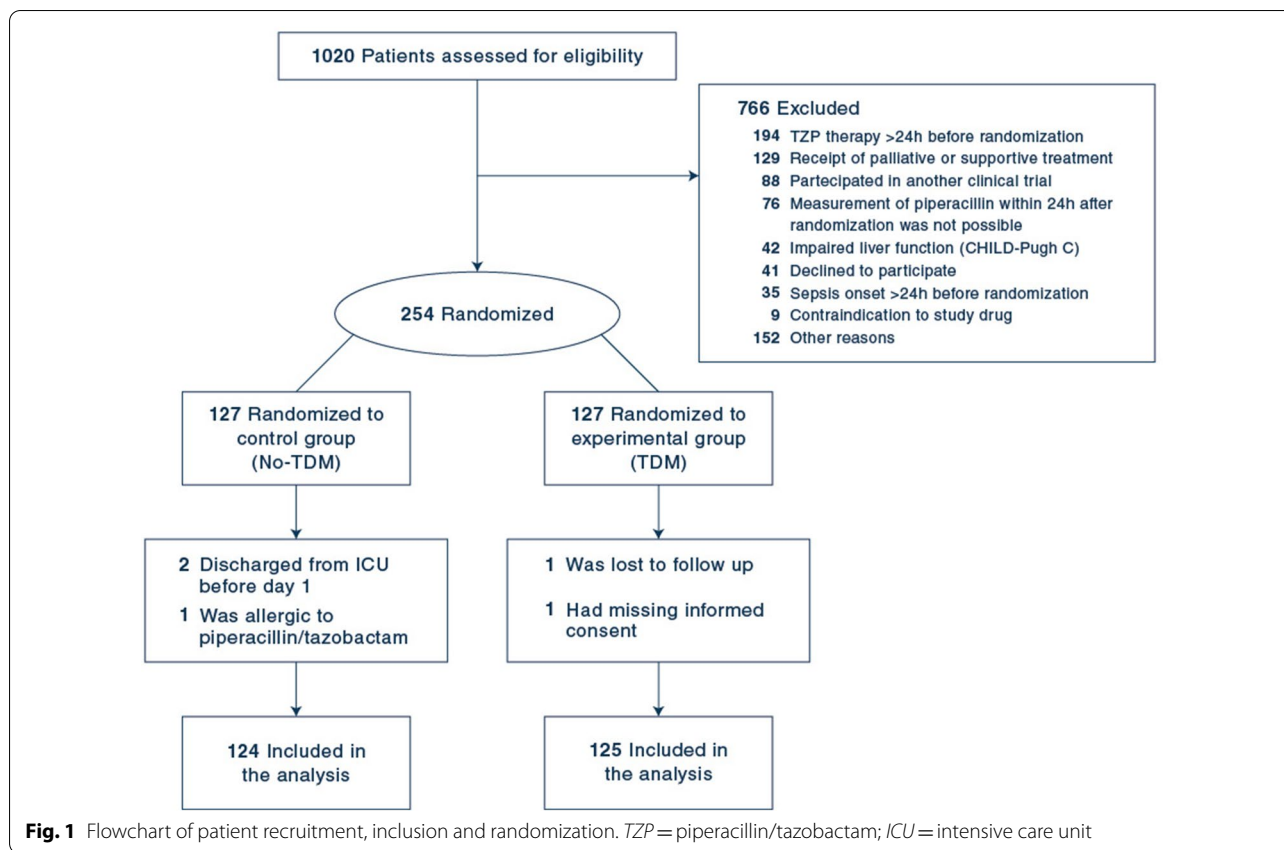 1020 Patients assessed for eligibility
766 Excluded
194 TZP therapy >24h before randomization
129 Receipt of palliative or supportive treatment
88 Partecipated in another clinical trial
76 Measurement of piperacillin within 24h after
randomization was not possible
42 Impaired liver function (CHILD-Pugh C)
41 Declined to participate
35 Sepsis onset >24h before randomization
9 Contraindication to study drug
152 Other reasons
254 Randomized
127 Randomized to
control group
(No-TDM)
127 Randomized to
experimental group
(TDM)
2 Discharged from ICU
before day 1
1 Was allergic to
piperacillin/tazobactam
1 Was lost to follow up
1 Had missing informed
consent
124 Included in
the analysis
125 Included in
the analysis
Fig. 1 Flowchart of patient recruitment, inclusion and randomization. TZP = piperacillin/tazobactam; ICU = intensive care unit